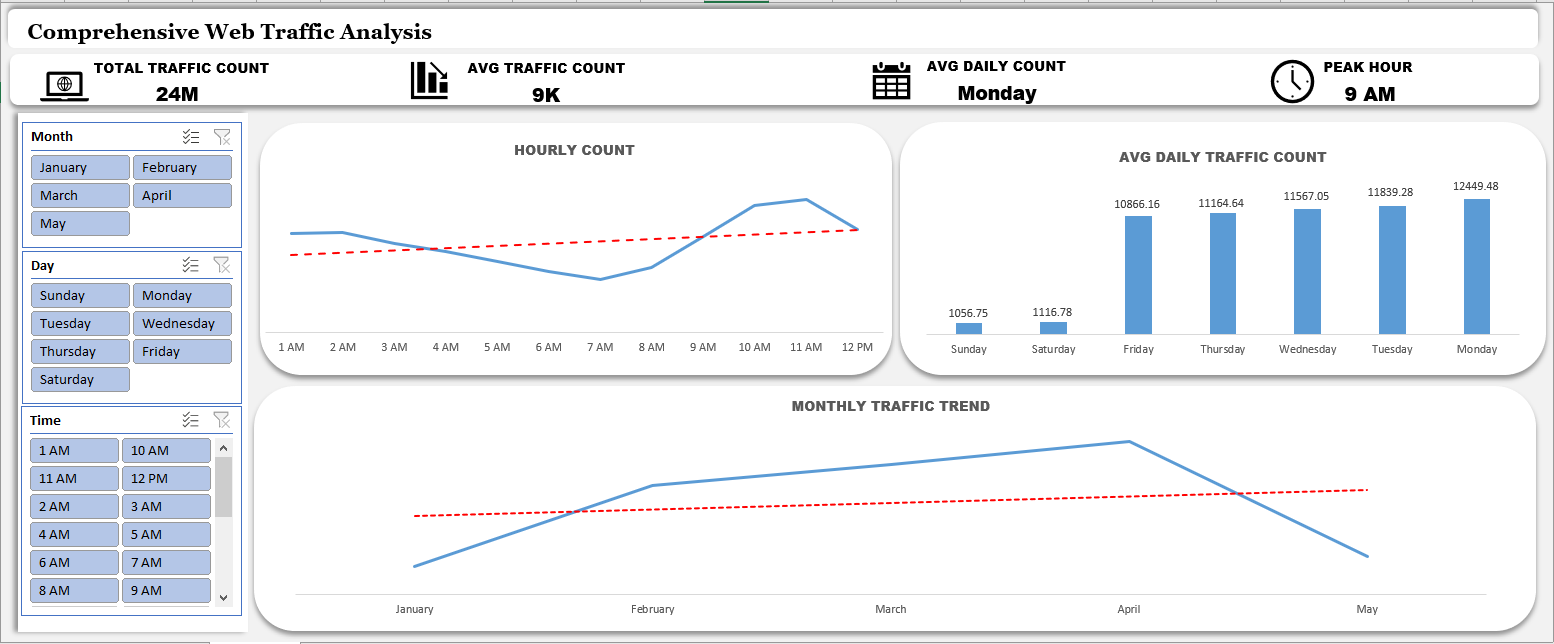 Comprehensive Web Traffic Analysis
TOTAL TRAFFIC COUNT
24M
AVG TRAFFIC COUNT
9K
AVG DAILY COUNT
Monday
PEAK HOUR
9 AM
Month
January February
March April
May
Day
Sunday Monday
Tuesday Wednesday
Thursday Friday
Saturday
Time
1 AM 10 AM
11 AM 12 PM
2 AM 3 AM
4 AM 5 AM
6 AM 7 AM
8 AM 9 AM
HOURLY COUNT
1 AM 2 AM 3 AM 4 AM 5 AM 6 AM 7 AM 8 AM 9 AM 10 AM 11 AM 12 PM
AVG DAILY TRAFFIC COUNT
1056.75 1116.78 10866.16 11164.64 11567.05 11839.28 12449.48
Sunday Saturday Friday Thursday Wednesday Tuesday Monday
MONTHLY TRAFFIC TREND
January February March April May